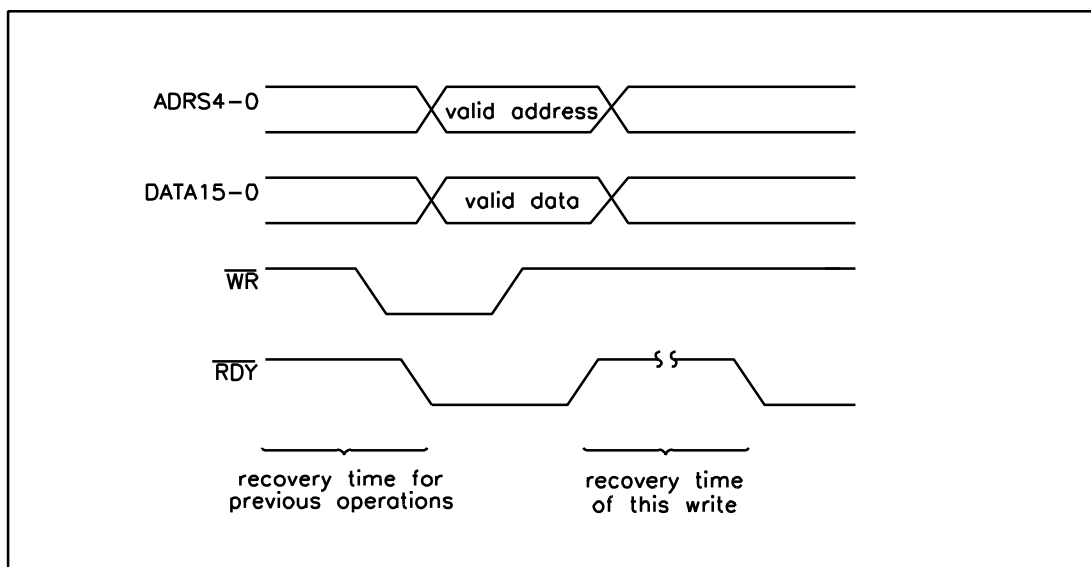 ADRS4-0
valid address
DATA15-0
valid data
WR
RDY
recovery time for
previous operations
recovery time
of this write